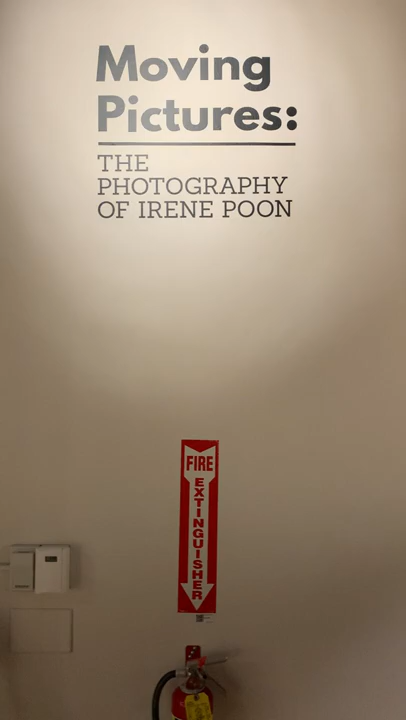 Moving
Pictures:
THE
PHOTOGRAPHY
OF IRENE POON
FIRE
EXTINGUISHER